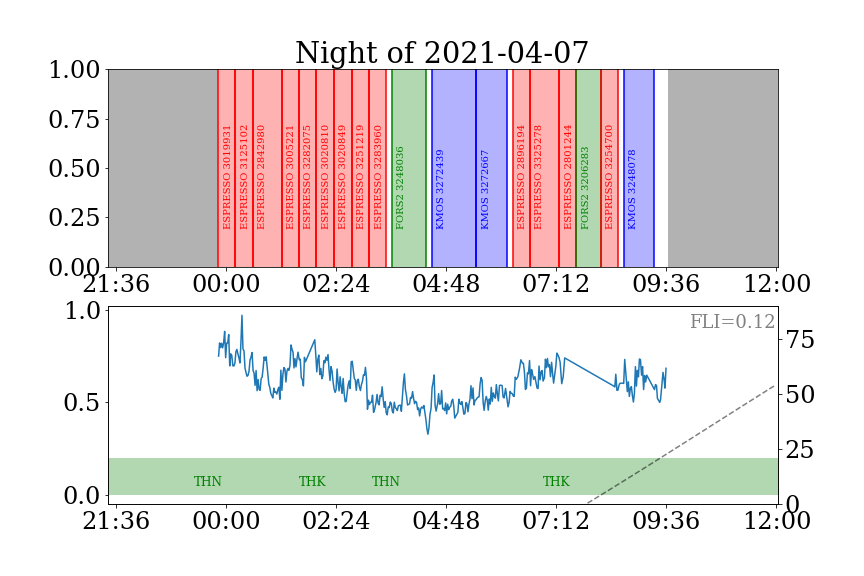 Night of 2021-04-07
1.00
0.75
0.50
0.25
0.00
ESPRESSO 3019931
ESPRESSO 3125102
ESPRESSO 2842980
ESPRESSO 3005221
ESPRESSO 3282075
ESPRESSO 3020810
ESPRESSO 3020849
ESPRESSO 3251219
ESPRESSO 3283960
FORS2 3248036
KMOS 3272439
KMOS 3272667
ESPRESSO 2896194
ESPRESSO 3325278
ESPRESSO 2801244
FORS2 3206283
ESPRESSO 3254700
KMOS 3248078
21:36 00:00 02:24 04:48 07:12 09:36 12:00
1.0
0.5
0.0
FLI=0.12
75
50
25
0
THN THK THN THK
21:36 00:00 02:24 04:48 07:12 09:36 12:00